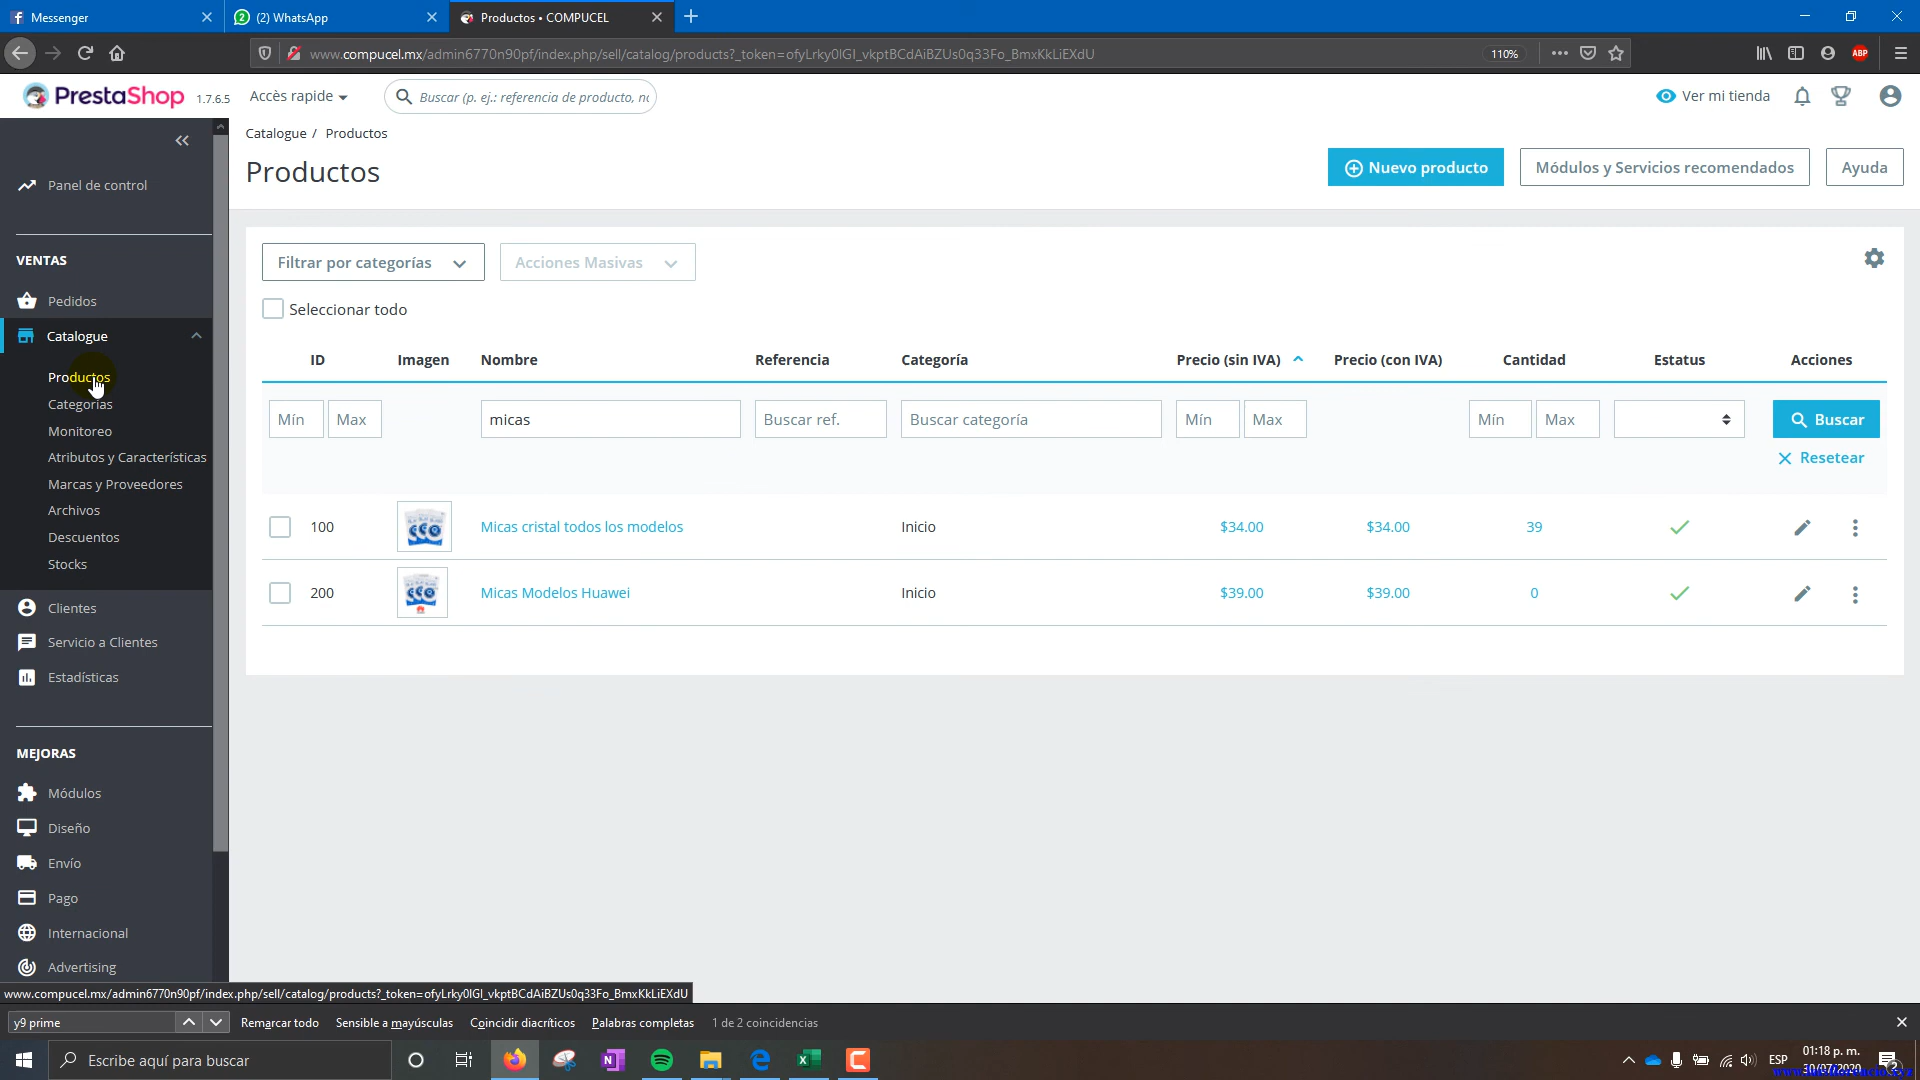 Messenger
(2) WhatsApp
Productos • COMPUCEL
www.compucel.mx/admin6770n90pf/index.php/sell/catalog/products?_token=ofyLrky0lGI_vkptBCdAiBZUs0q33Fo_BmxKkLiEXdU
110%
ABP
PrestaShop 1.7.6.5
Accès rapide
Buscar (p. ej.: referencia de producto, no
Ver mi tienda
Catalogue / Productos
Productos
Nuevo producto
Módulos y Servicios recomendados
Ayuda
Panel de control
VENTAS
Pedidos
Catalogue
Productos
Categorías
Monitoreo
Atributos y Características
Marcas y Proveedores
Archivos
Descuentos
Stocks
Clientes
Servicio a Clientes
Estadísticas
MEJORAS
Módulos
Diseño
Envío
Pago
Internacional
Advertising
Filtrar por categorías
Acciones Masivas
Seleccionar todo
ID Imagen Nombre Referencia Categoría Precio (sin IVA) Precio (con IVA) Cantidad Estatus Acciones
Mín Max micas Buscar ref. Buscar categoría Mín Max Mín Max Buscar
Resetear
100 Micas cristal todos los modelos Inicio $34.00 $34.00 39
200 Micas Modelos Huawei Inicio $39.00 $39.00 0
www.compucel.mx/admin6770n90pf/index.php/sell/catalog/products?_token=ofyLrky0lGI_vkptBCdAiBZUs0q33Fo_BmxKkLiEXdU
y9 prime
Remarcar todo Sensible a mayúsculas Coincidir diacríticos Palabras completas 1 de 2 coincidencias
Escribe aquí para buscar
ESP
01:18 p. m.
30/07/2020